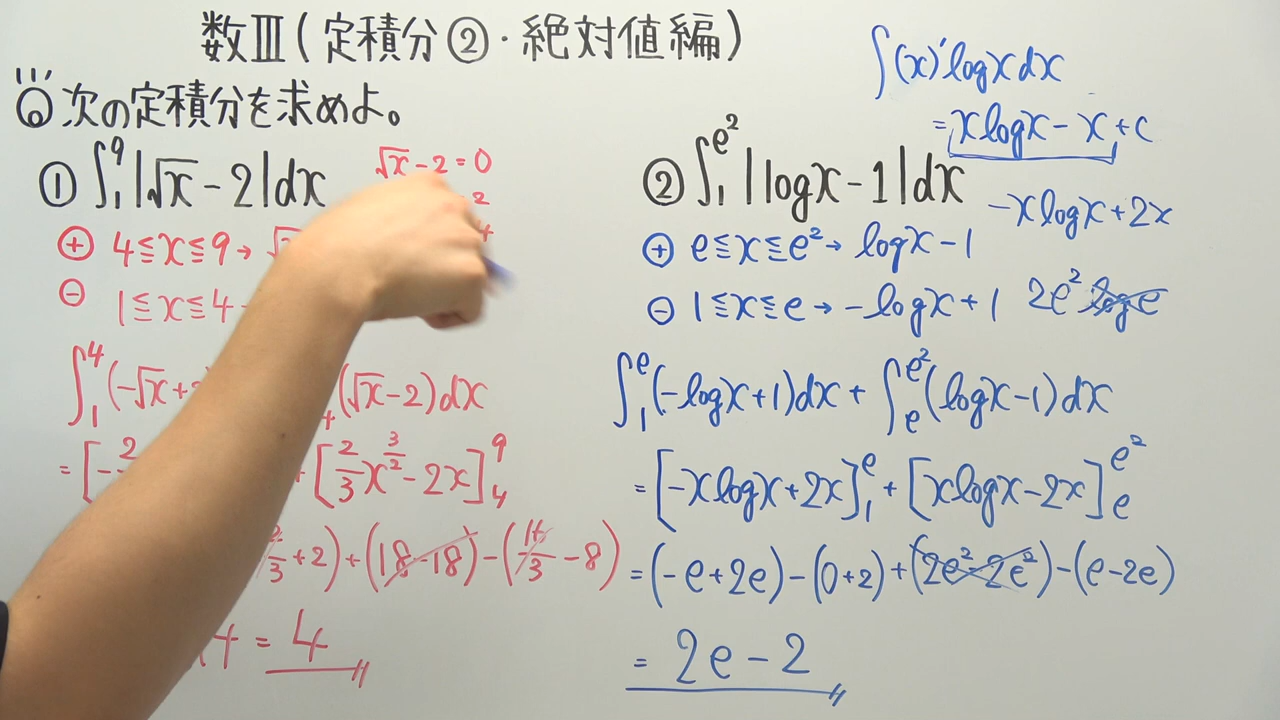 数Ⅲ(定積分②・絶対値編)
次の定積分を求めよ。
① ∫₁⁹|√x-2|dx
√x-2=0
⊕ 4≦x≦9→
⊖ 1≦x≦4
∫₁⁴(-√x+2
(√x-2)dx
=[-2
[2/3 x^(3/2)-2x]₄⁹
+2)+(18-18)-(16/3-8)
=4
∫(x)'logxdx
=xlogx-x+c
② ∫₁^(e²)|logx-1|dx
-xlogx+2x
⊕ e≦x≦e²→logx-1
⊖ 1≦x≦e→-logx+1
2e² loge
∫₁^e(-logx+1)dx+∫ₑ^(e²)(logx-1)dx
=[-xlogx+2x]₁^e+[xlogx-2x]ₑ^(e²)
=(-e+2e)-(0+2)+(2e²-2e²)-(e-2e)
=2e-2